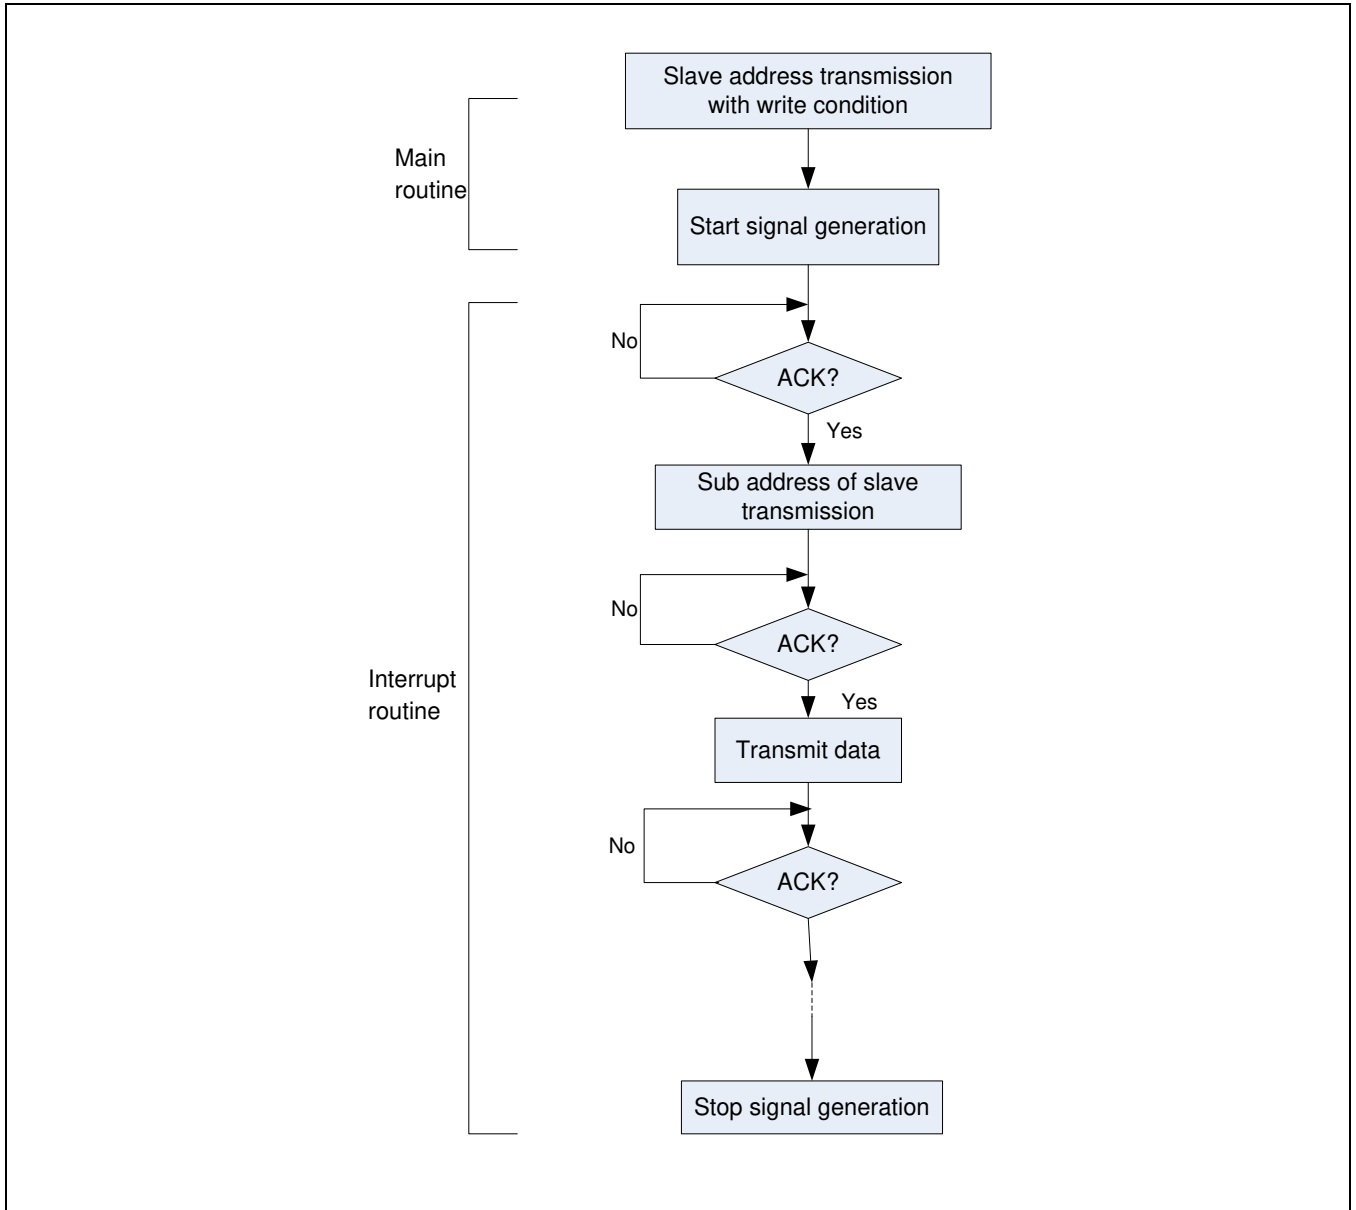 Slave address transmission
with write condition
Main
routine
Start signal generation
No
ACK?
Yes
Sub address of slave
transmission
No
ACK?
Interrupt
routine
Yes
Transmit data
No
ACK?
Stop signal generation